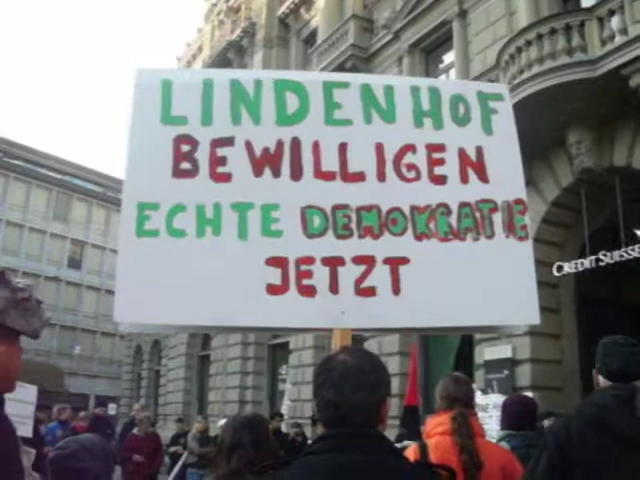 LINDENHOF
BEWILLIGEN
ECHTE DEMOKRATIE
JETZT
CREDIT SUISSE